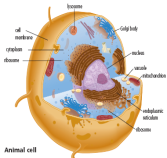 lysosome
cell
membrane
Golgi body
cytoplasm
nucleus
ribosome
vacuole
mitochondrion
endoplasmic
reticulum
ribosome
Animal cell